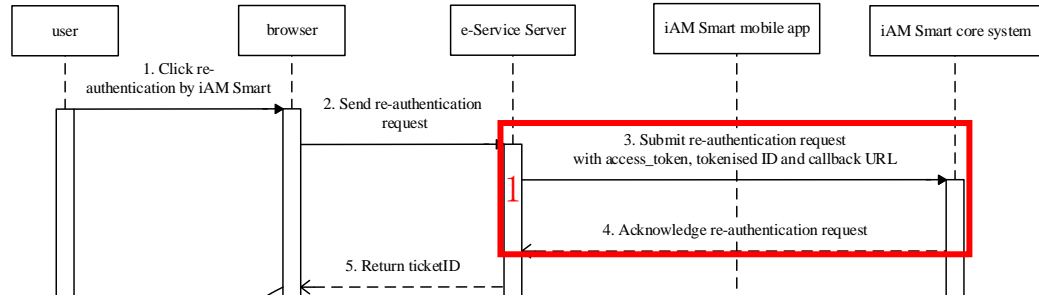 user
browser
e-Service Server
iAM Smart mobile app
iAM Smart core system
1. Click re-
authentication by iAM Smart
2. Send re-authentication
request
3. Submit re-authentication request
with access_token, tokenised ID and callback URL
1
4. Acknowledge re-authentication request
5. Return ticketID